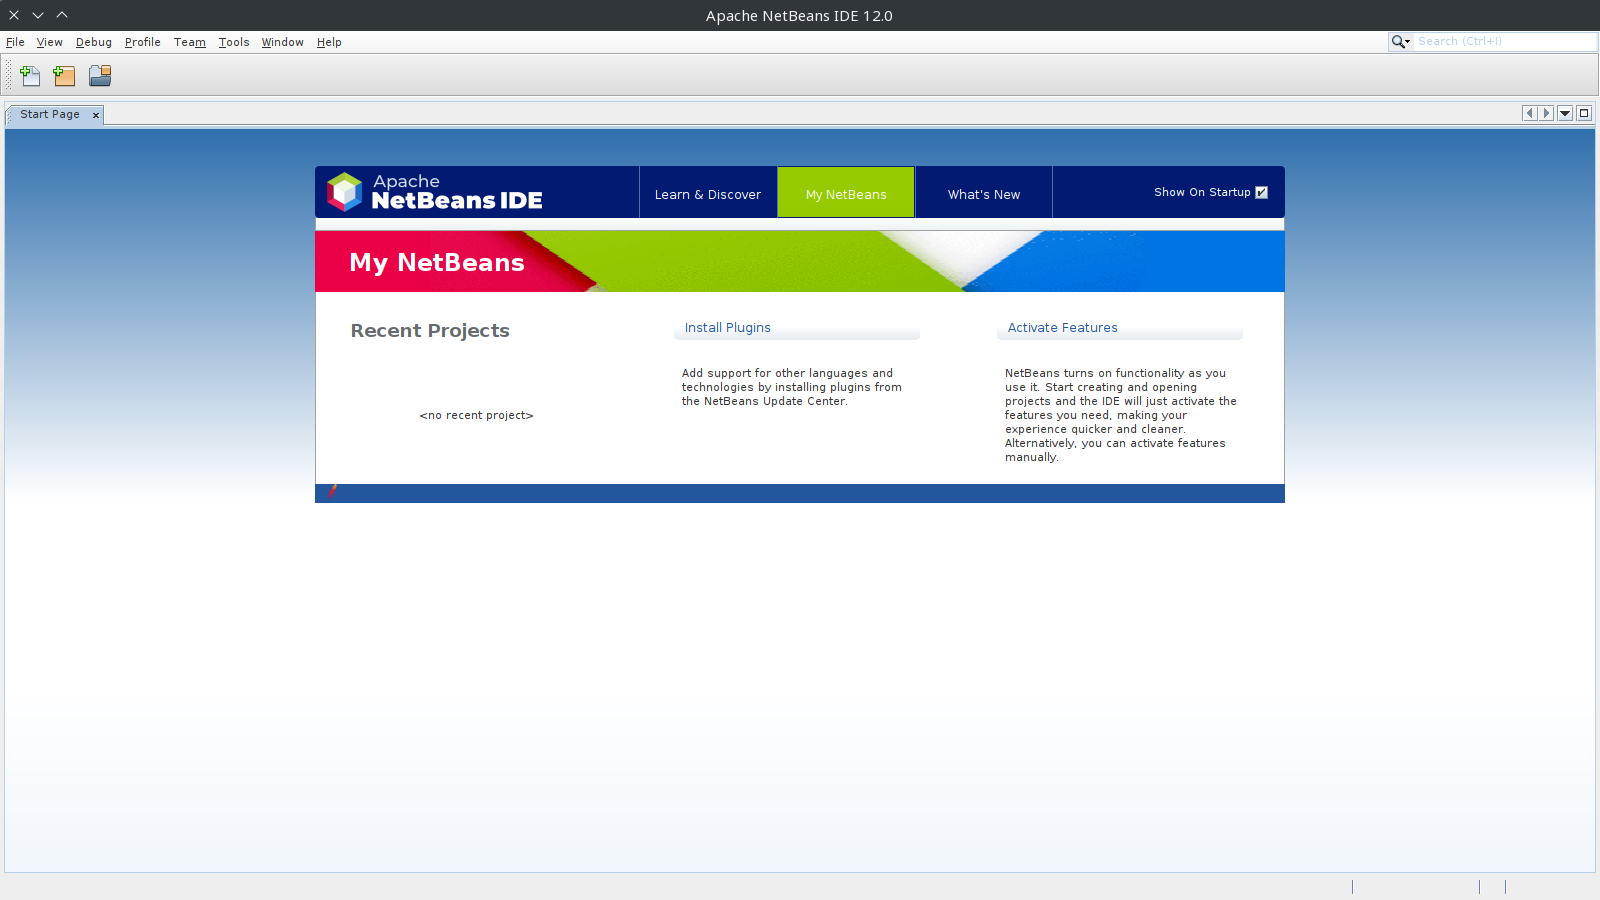 Apache NetBeans IDE 12.0
File View Debug Profile Team Tools Window Help
Search (Ctrl+I)
Start Page
Apache
NetBeans IDE
Learn & Discover
My NetBeans
What's New
Show On Startup
My NetBeans
Recent Projects
<no recent project>
Install Plugins
Add support for other languages and
technologies by installing plugins from
the NetBeans Update Center.
Activate Features
NetBeans turns on functionality as you
use it. Start creating and opening
projects and the IDE will just activate the
features you need, making your
experience quicker and cleaner.
Alternatively, you can activate features
manually.